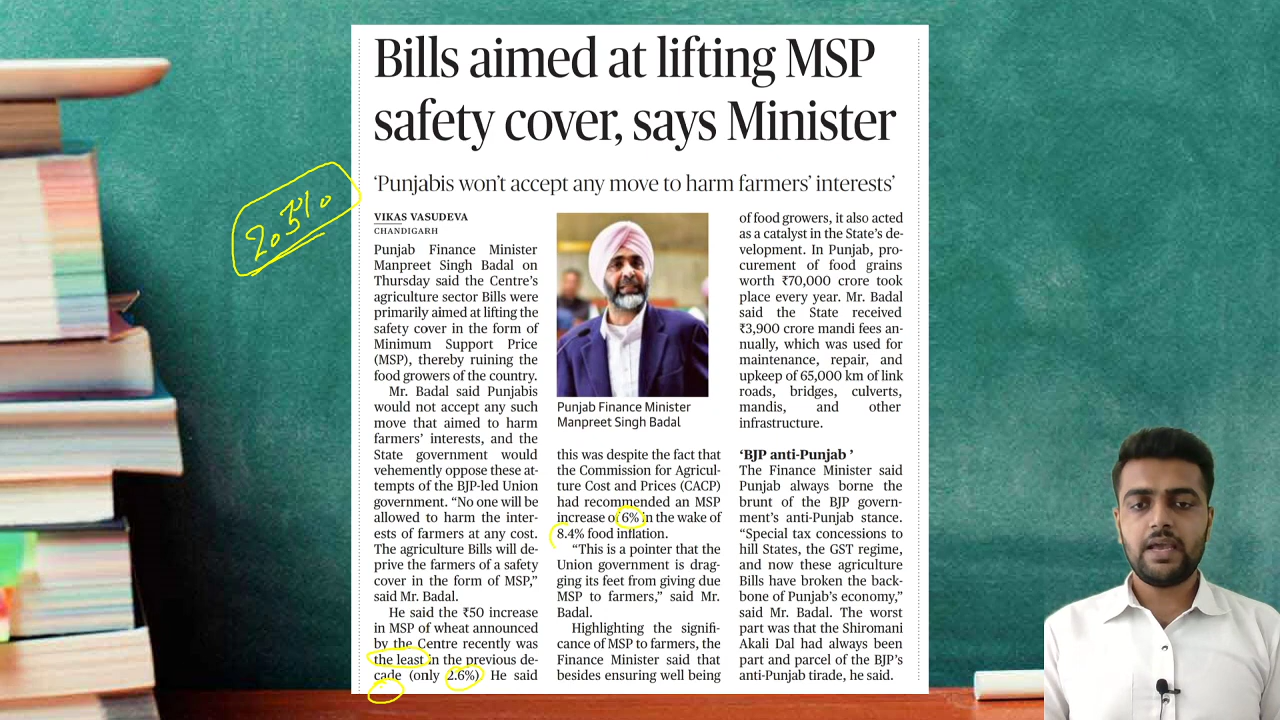 Bills aimed at lifting MSP
safety cover, says Minister
‘Punjabis won’t accept any move to harm farmers’ interests’
VIKAS VASUDEVA
CHANDIGARH
Punjab Finance Minister
Manpreet Singh Badal on
Thursday said the Centre’s
agriculture sector Bills were
primarily aimed at lifting the
safety cover in the form of
Minimum Support Price
(MSP), thereby ruining the
food growers of the country.
Mr. Badal said Punjabis
would not accept any such
move that aimed to harm
farmers’ interests, and the
State government would
vehemently oppose these at-
tempts of the BJP-led Union
government. “No one will be
allowed to harm the inter-
ests of farmers at any cost.
The agriculture Bills will de-
prive the farmers of a safety
cover in the form of MSP,”
said Mr. Badal.
He said the ₹50 increase
in MSP of wheat announced
by the Centre recently was
the least in the previous de-
cade (only 2.6%) He said
Punjab Finance Minister
Manpreet Singh Badal
this was despite the fact that
the Commission for Agricul-
ture Cost and Prices (CACP)
had recommended an MSP
increase of 6% in the wake of
8.4% food inflation.
“This is a pointer that the
Union government is drag-
ging its feet from giving due
MSP to farmers,” said Mr.
Badal.
Highlighting the signifi-
cance of MSP to farmers, the
Finance Minister said that
besides ensuring well being
of food growers, it also acted
as a catalyst in the State’s de-
velopment. In Punjab, pro-
curement of food grains
worth ₹70,000 crore took
place every year. Mr. Badal
said the State received
₹3,900 crore mandi fees an-
nually, which was used for
maintenance, repair, and
upkeep of 65,000 km of link
roads, bridges, culverts,
mandis, and other
infrastructure.
‘BJP anti-Punjab ’
The Finance Minister said
Punjab always borne the
brunt of the BJP govern-
ment’s anti-Punjab stance.
“Special tax concessions to
hill States, the GST regime,
and now these agriculture
Bills have broken the back-
bone of Punjab’s economy,”
said Mr. Badal. The worst
part was that the Shiromani
Akali Dal had always been
part and parcel of the BJP’s
anti-Punjab tirade, he said.